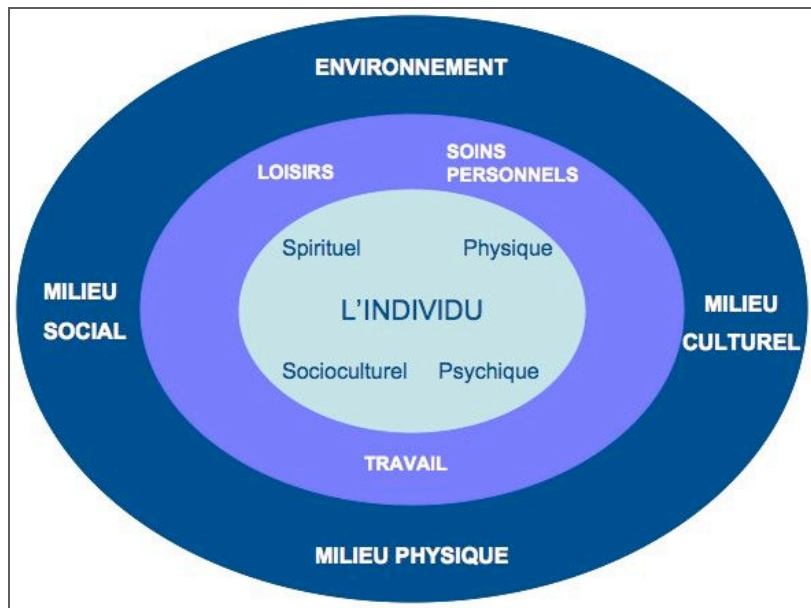 ENVIRONNEMENT
LOISIRS
SOINS
PERSONNELS
Spirituel
Physique
MILIEU
SOCIAL
L'INDIVIDU
MILIEU
CULTUREL
Socioculturel
Psychique
TRAVAIL
MILIEU PHYSIQUE